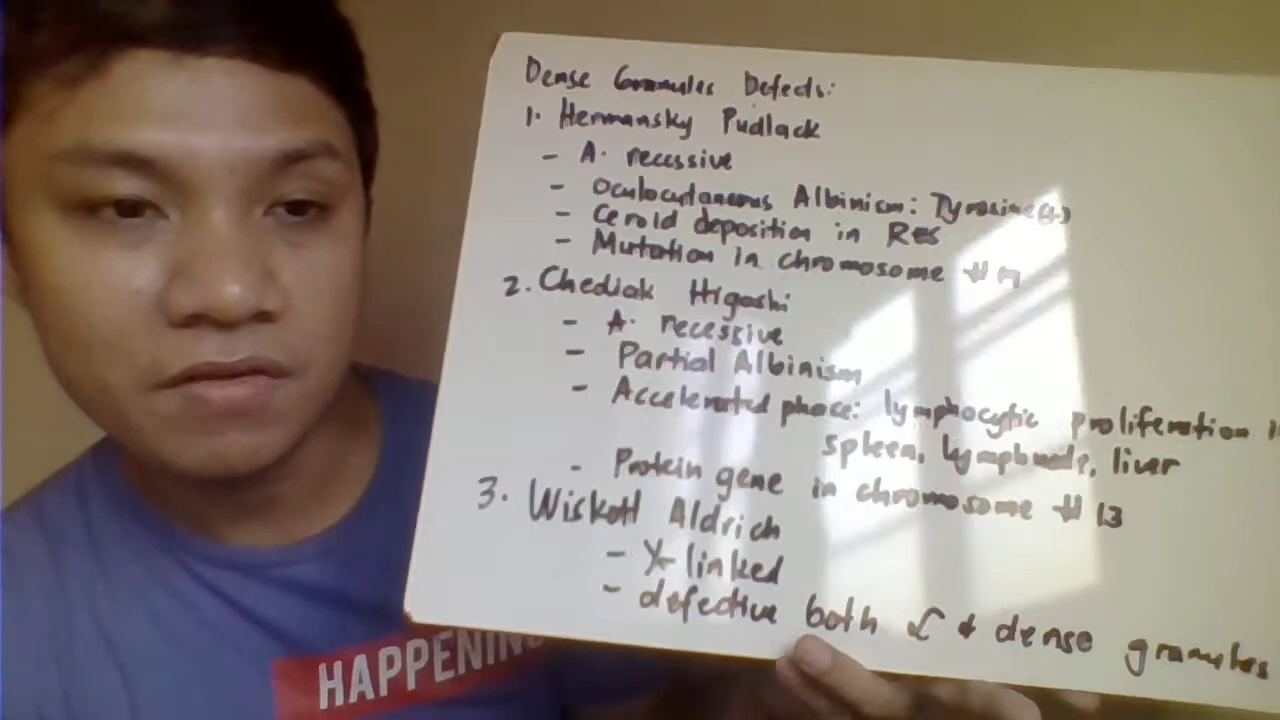 Dense Granules Defects:
1. Hermansky Pudlack
- A. recessive
- Oculocutaneous Albinism: Tyrosine(+)
- Ceroid deposition in RES
- Mutation in chromosome #
2. Chediak Higashi
- A. recessive
- Partial Albinism
- Accelerated phase: lymphocytic proliferation in
spleen, lymphnode, liver
- Protein gene in chromosome # 13
3. Wiskott Aldrich
- X-linked
- defective both & dense granules
HAPPENING